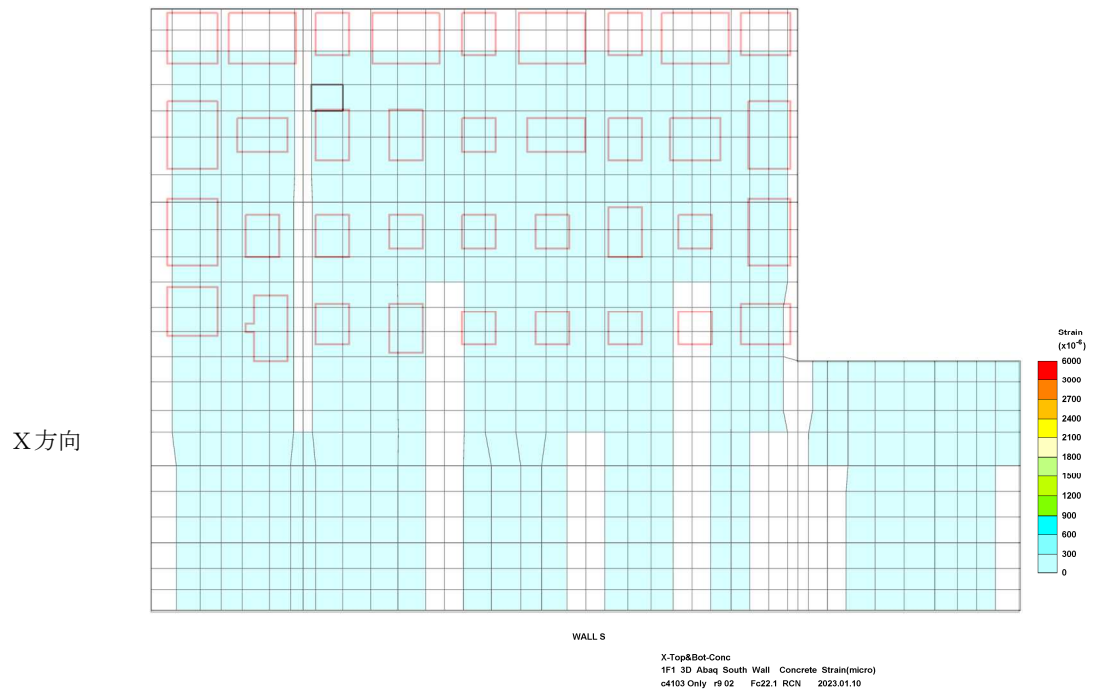 X方向
Strain
(x10⁻⁶)
6000
3000
2700
2400
2100
1800
1500
1200
900
600
300
0
WALL S
X-Top&Bot-Conc
1F1 3D Abaq South Wall Concrete Strain(micro)
c4103 Only r9 02 Fc22.1 RCN 2023.01.10